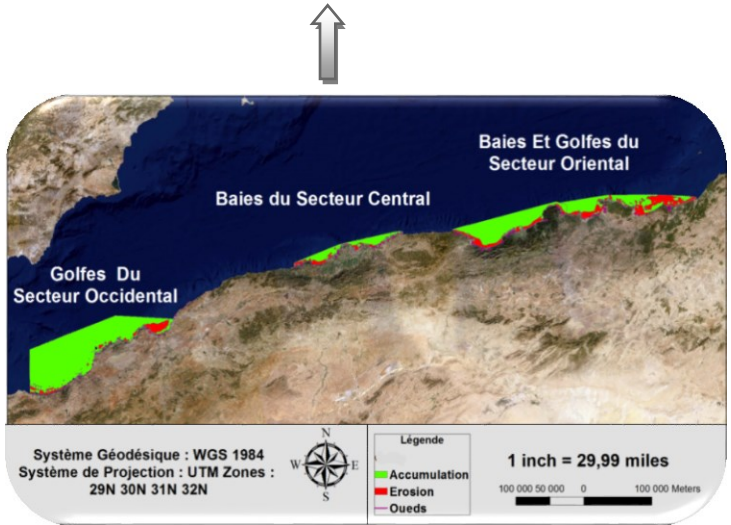 Baies Et Golfes du
Secteur Oriental
Baies du Secteur Central
Golfes Du
Secteur Occidental
Système Géodésique : WGS 1984
Système de Projection : UTM Zones :
29N 30N 31N 32N
N
W E
S
Légende
Accumulation
Erosion
Oueds
1 inch = 29,99 miles
100 000 50 000 0 100 000 Meters